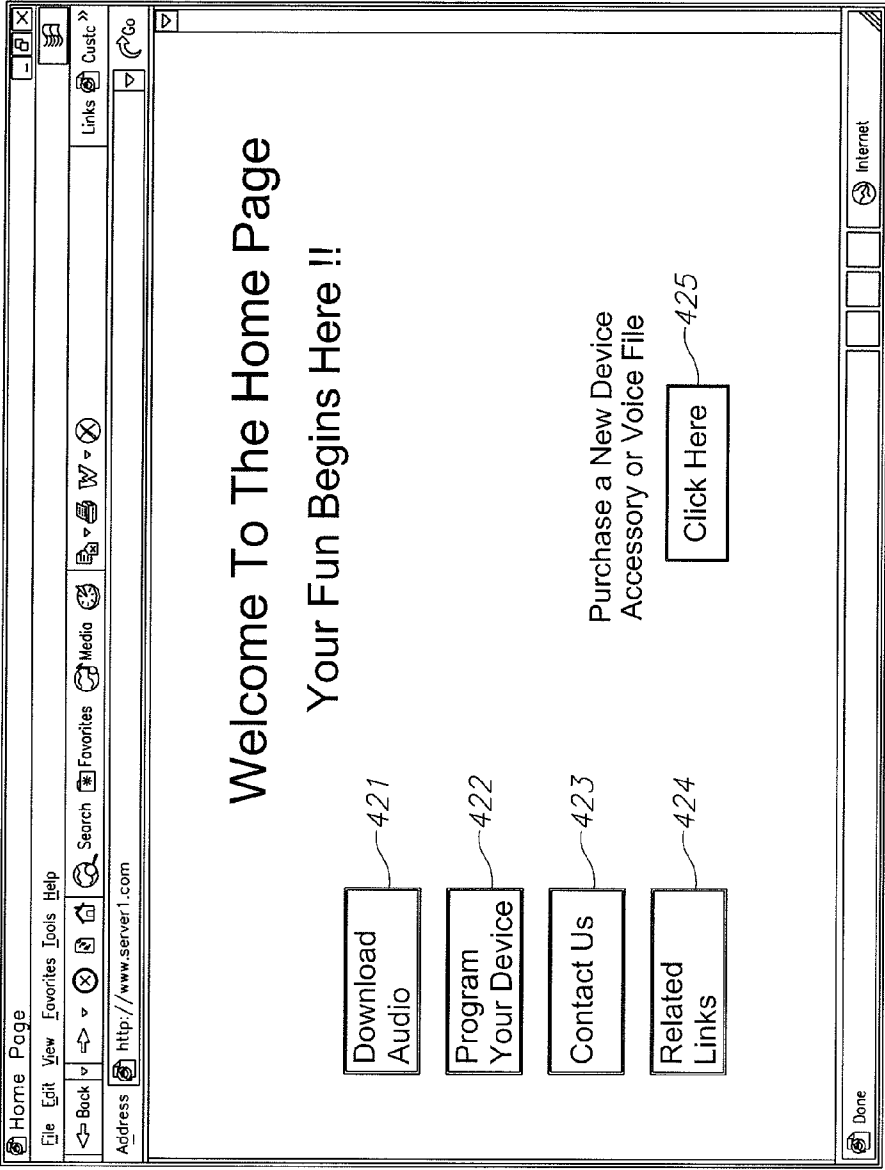 Home Page
File Edit View Favorites Tools Help
Back Search Favorites Media W Links Custc »
Address http://www.server1.com Go
Welcome To The Home Page
Your Fun Begins Here !!
Download
Audio
421
Program
Your Device
422
Contact Us
423
Related
Links
424
Purchase a New Device
Accessory or Voice File
Click Here
425
Done Internet